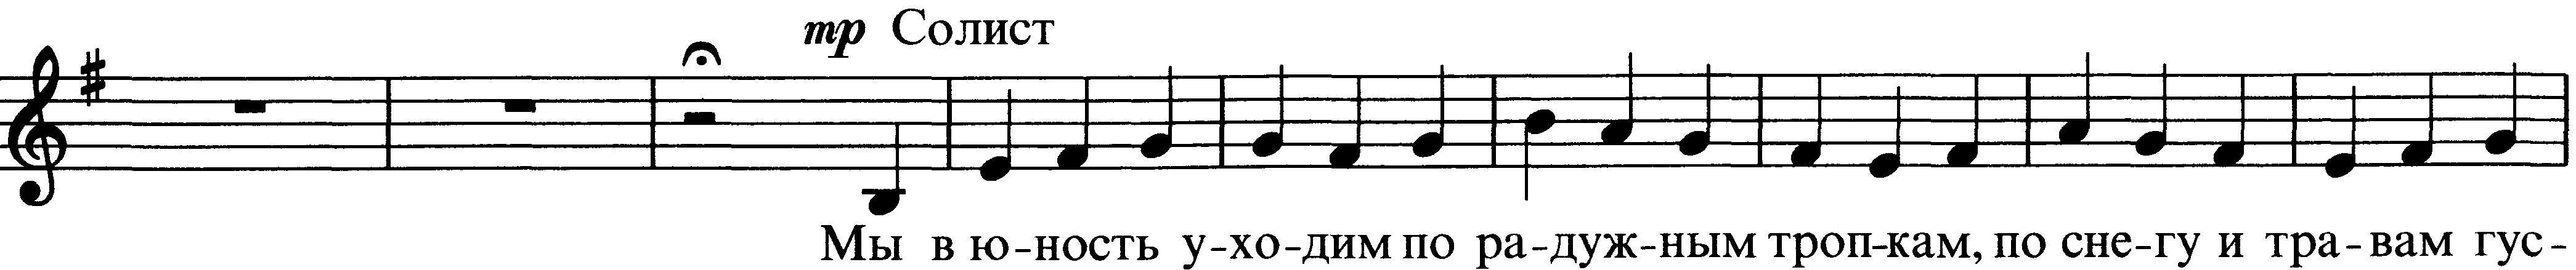 mp Солист
Мы в ю-ность у-хо-дим по ра-дуж-ным троп-кам, по сне-гу и тра-вам гус-